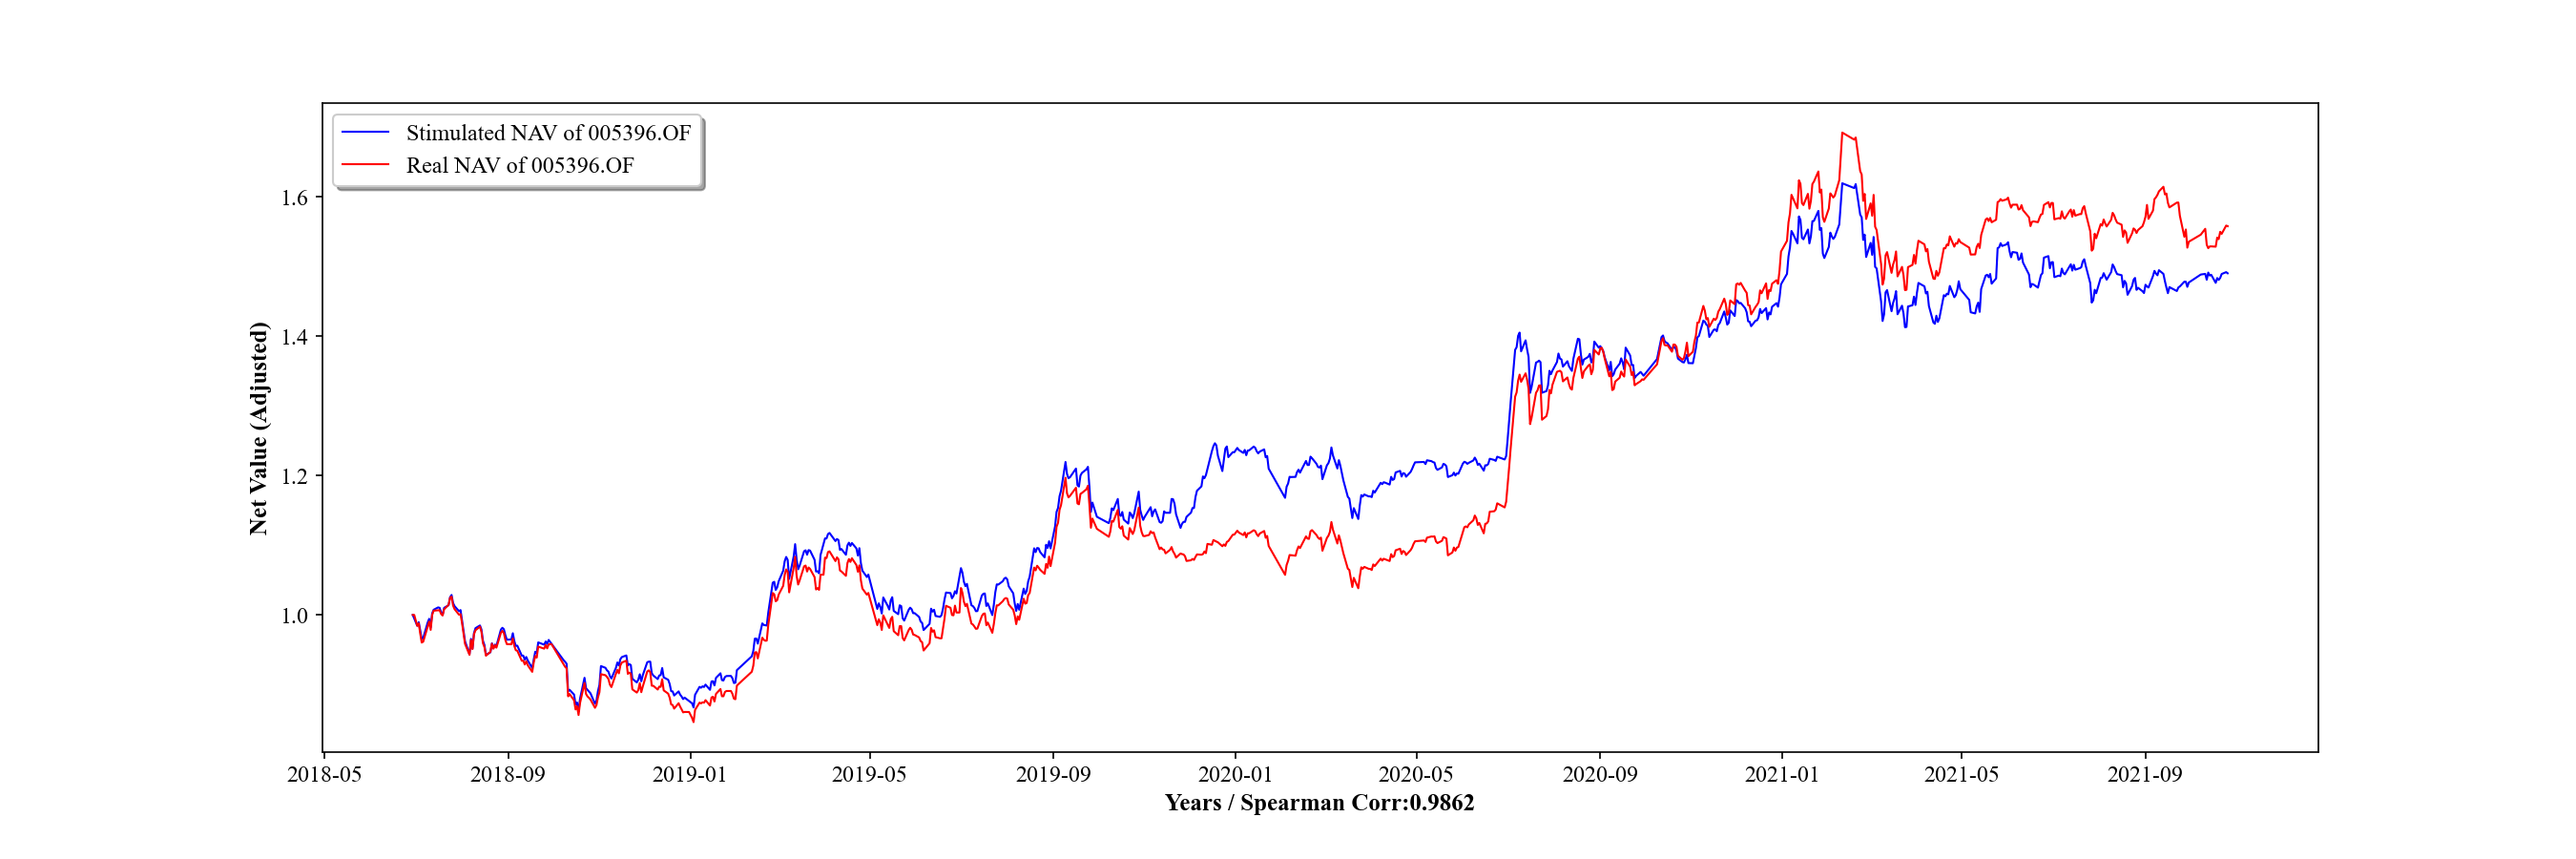 Stimulated NAV of 005396.OF
Real NAV of 005396.OF
Net Value (Adjusted)
1.6
1.4
1.2
1.0
2018-05 2018-09 2019-01 2019-05 2019-09 2020-01 2020-05 2020-09 2021-01 2021-05 2021-09
Years / Spearman Corr:0.9862